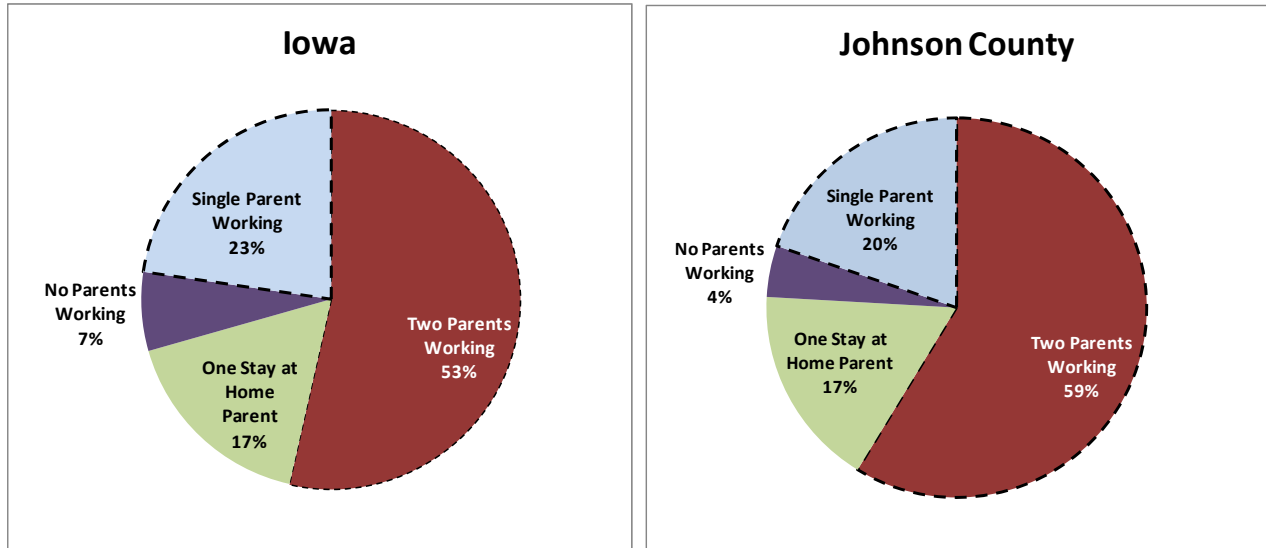 Iowa
Single Parent
Working
23%
No Parents
Working
7%
Two Parents
Working
53%
One Stay at
Home
Parent
17%
Johnson County
Single Parent
Working
20%
No Parents
Working
4%
Two Parents
Working
59%
One Stay at
Home Parent
17%